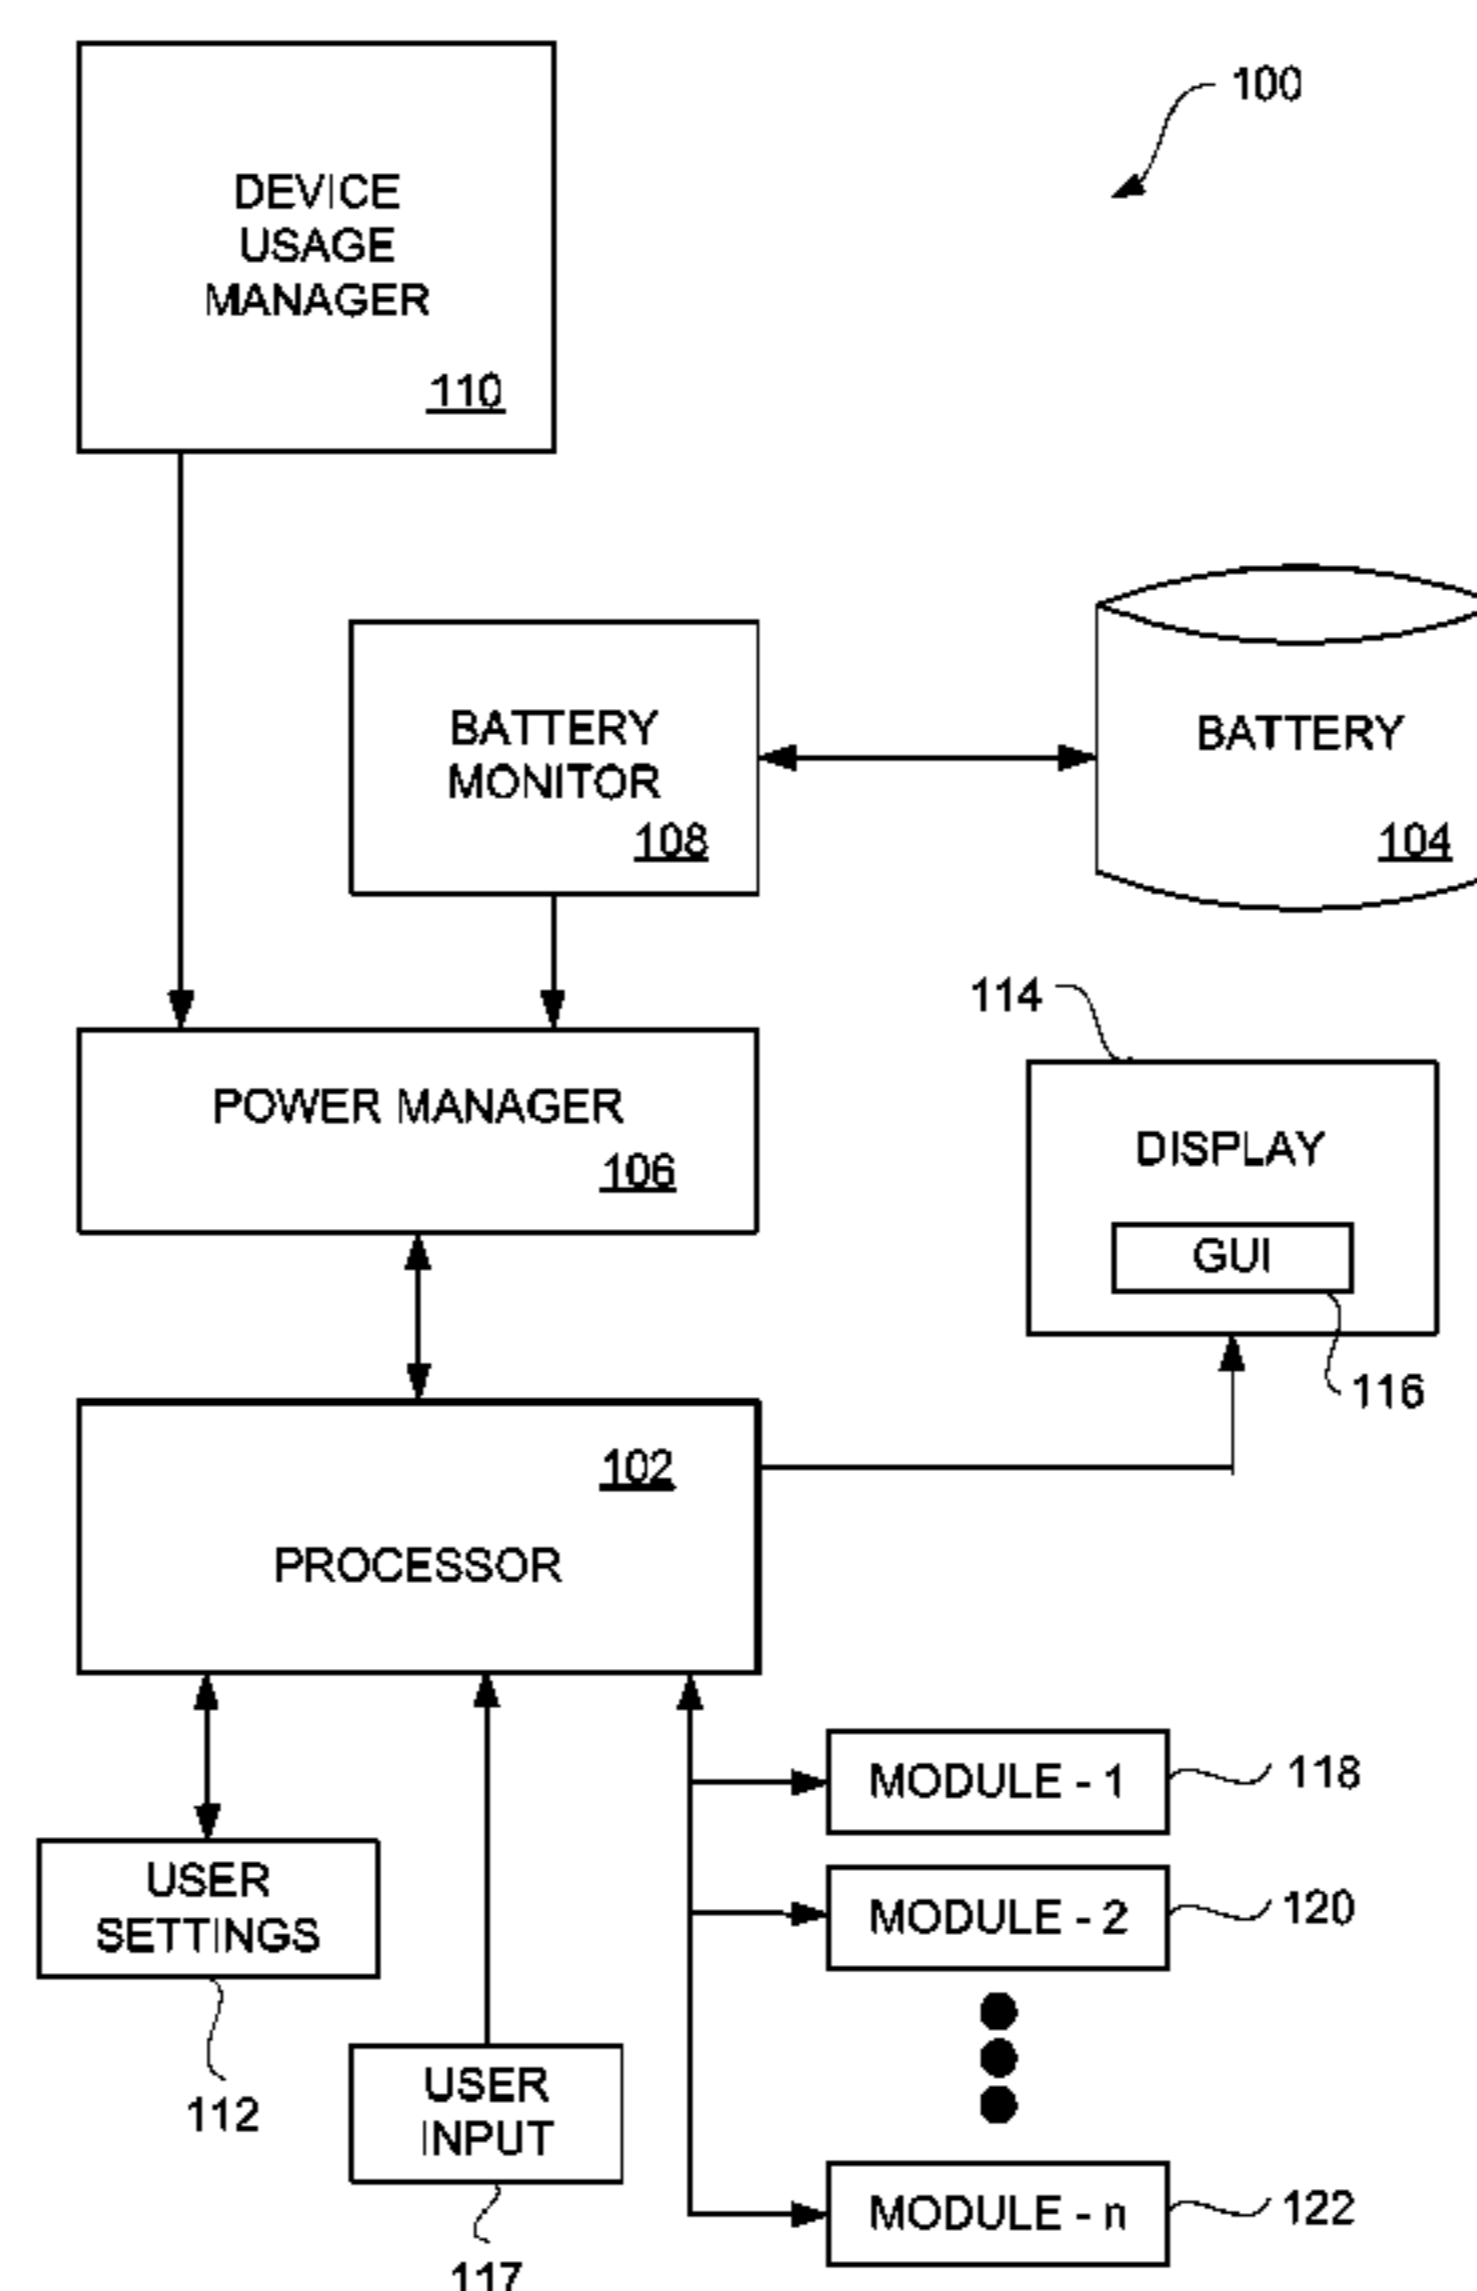 100
DEVICE
USAGE
MANAGER
110
BATTERY
MONITOR
108
BATTERY
104
114
POWER MANAGER
106
DISPLAY
GUI
116
102
PROCESSOR
MODULE - 1
118
USER
SETTINGS
112
MODULE - 2
120
USER
INPUT
117
MODULE - n
122